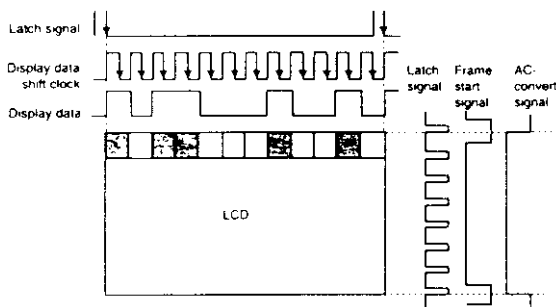 Latch signal
Display data
shift clock
Display data
Latch
signal
Frame
start
signal
AC-
convert
signal
LCD